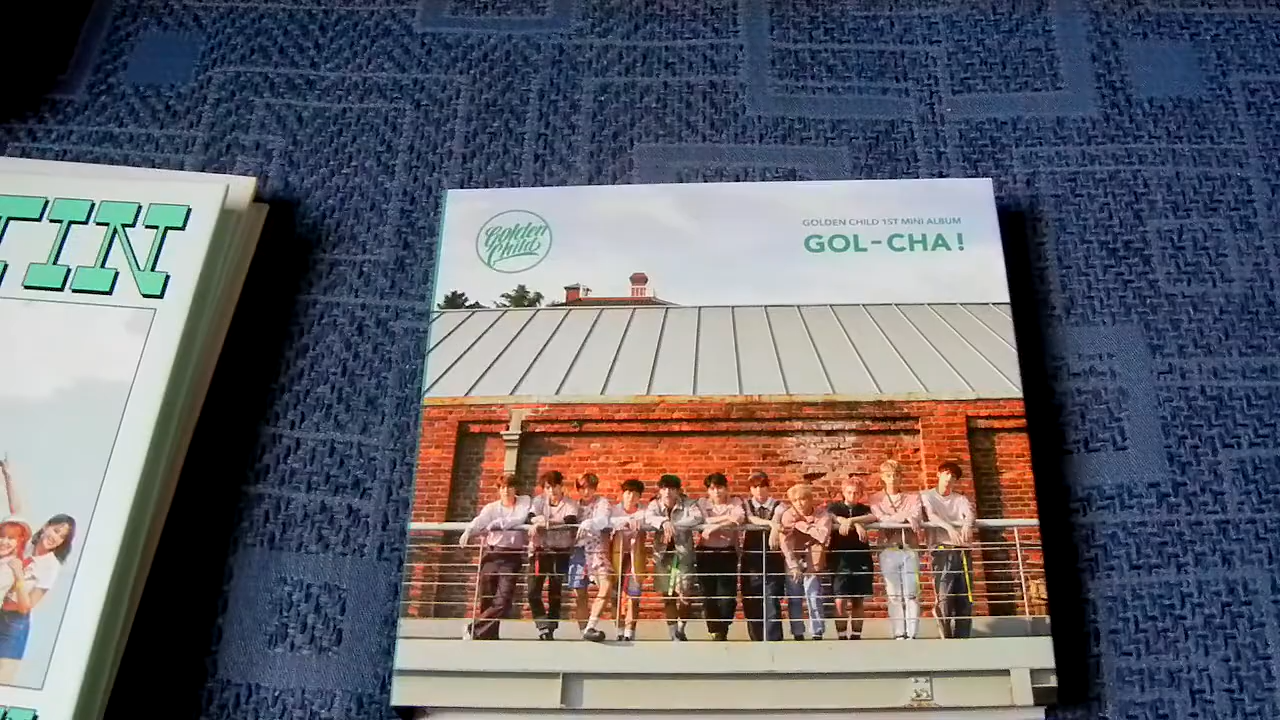 TIN
Golden
Child
GOLDEN CHILD 1ST MINI ALBUM
GOL-CHA!